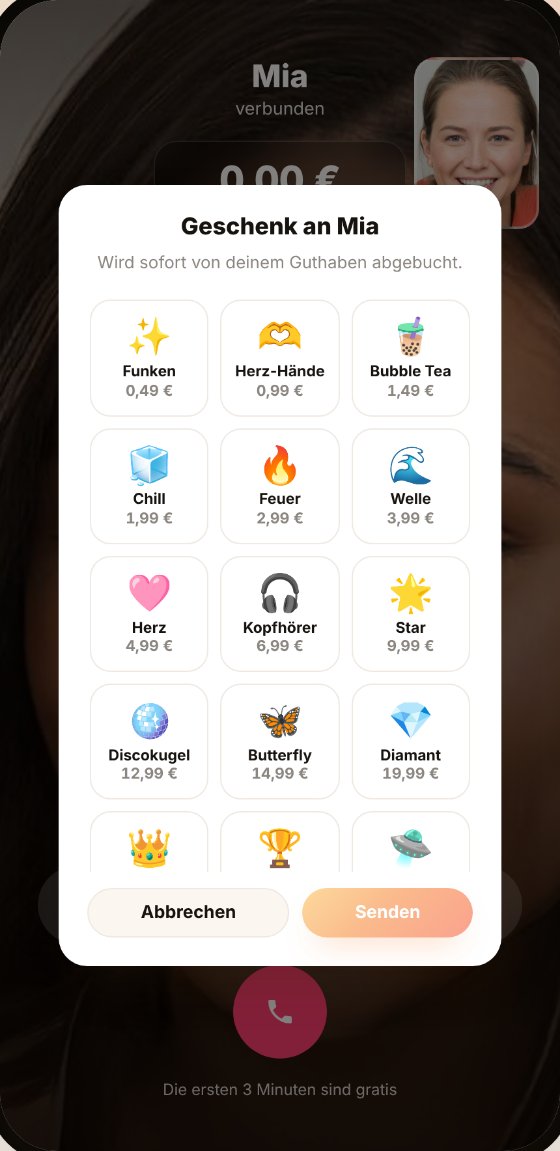 Mia
verbunden
0,00 €
Geschenk an Mia
Wird sofort von deinem Guthaben abgebucht.
Funken Herz-Hände Bubble Tea
0,49 € 0,99 € 1,49 €
Chill Feuer Welle
1,99 € 2,99 € 3,99 €
Herz Kopfhörer Star
4,99 € 6,99 € 9,99 €
Discokugel Butterfly Diamant
12,99 € 14,99 € 19,99 €
Abbrechen Senden
Die ersten 3 Minuten sind gratis